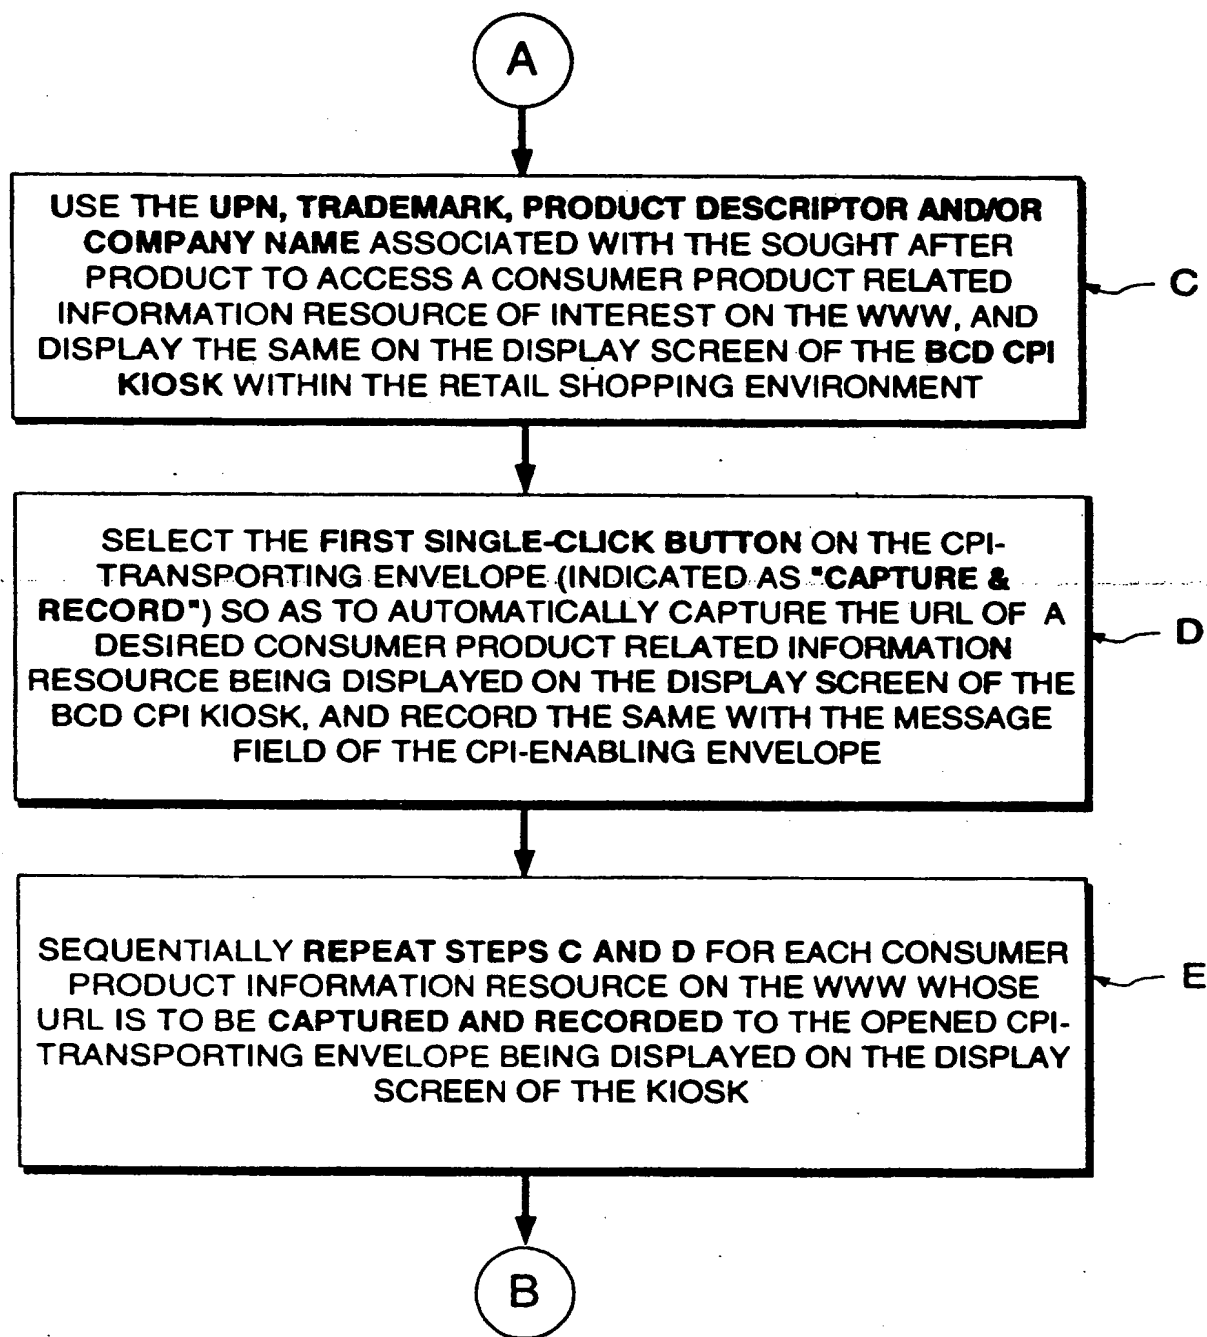 A
USE THE UPN, TRADEMARK, PRODUCT DESCRIPTOR AND/OR
COMPANY NAME ASSOCIATED WITH THE SOUGHT AFTER
PRODUCT TO ACCESS A CONSUMER PRODUCT RELATED
INFORMATION RESOURCE OF INTEREST ON THE WWW, AND
DISPLAY THE SAME ON THE DISPLAY SCREEN OF THE BCD CPI
KIOSK WITHIN THE RETAIL SHOPPING ENVIRONMENT
C
SELECT THE FIRST SINGLE-CLICK BUTTON ON THE CPI-
TRANSPORTING ENVELOPE (INDICATED AS "CAPTURE &
RECORD") SO AS TO AUTOMATICALLY CAPTURE THE URL OF A
DESIRED CONSUMER PRODUCT RELATED INFORMATION
RESOURCE BEING DISPLAYED ON THE DISPLAY SCREEN OF THE
BCD CPI KIOSK, AND RECORD THE SAME WITH THE MESSAGE
FIELD OF THE CPI-ENABLING ENVELOPE
D
SEQUENTIALLY REPEAT STEPS C AND D FOR EACH CONSUMER
PRODUCT INFORMATION RESOURCE ON THE WWW WHOSE
URL IS TO BE CAPTURED AND RECORDED TO THE OPENED CPI-
TRANSPORTING ENVELOPE BEING DISPLAYED ON THE DISPLAY
SCREEN OF THE KIOSK
E
B